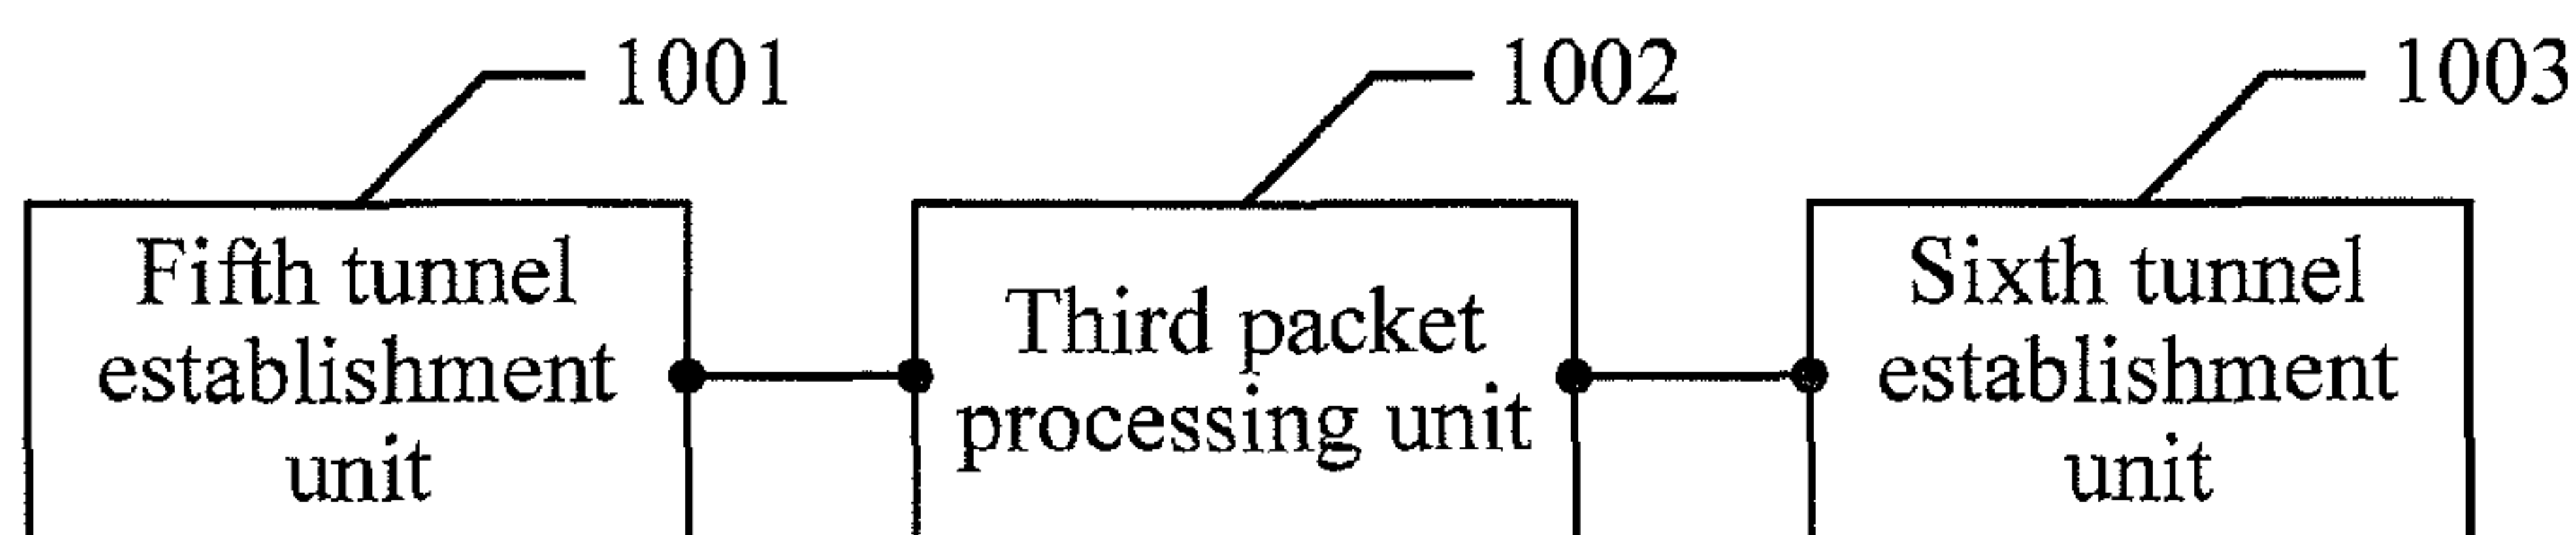 1001
1002
1003
Fifth tunnel
establishment
unit
Third packet
processing unit
Sixth tunnel
establishment
unit